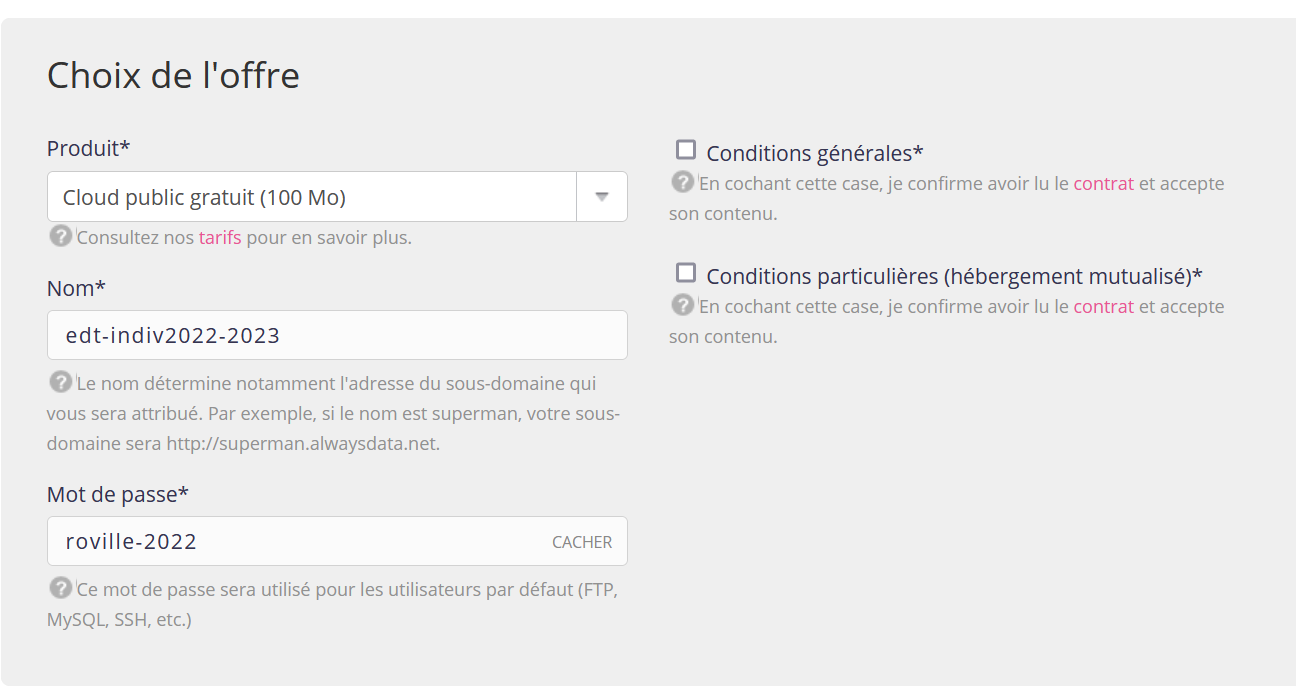 Choix de l'offre
Produit*
Cloud public gratuit (100 Mo)
Consultez nos tarifs pour en savoir plus.
Nom*
edt-indiv2022-2023
Le nom détermine notamment l'adresse du sous-domaine qui
vous sera attribué. Par exemple, si le nom est superman, votre sous-
domaine sera http://superman.alwaysdata.net.
Mot de passe*
roville-2022 CACHER
Ce mot de passe sera utilisé pour les utilisateurs par défaut (FTP,
MySQL, SSH, etc.)
Conditions générales*
En cochant cette case, je confirme avoir lu le contrat et accepte
son contenu.
Conditions particulières (hébergement mutualisé)*
En cochant cette case, je confirme avoir lu le contrat et accepte
son contenu.